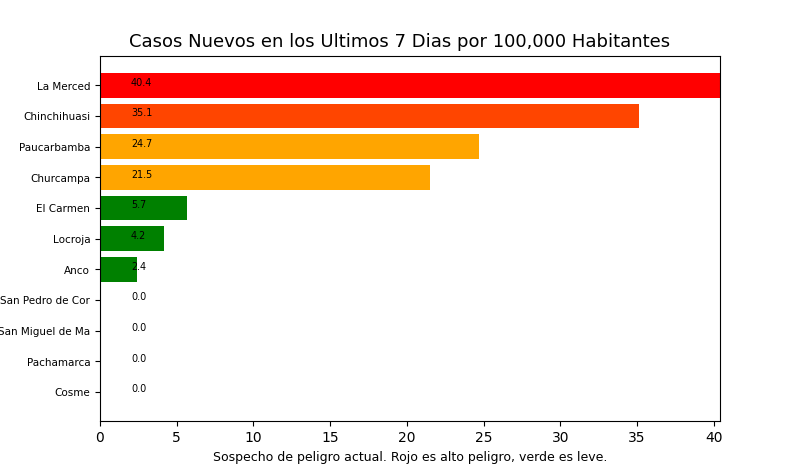 Casos Nuevos en los Ultimos 7 Dias por 100,000 Habitantes
La Merced 40.4
Chinchihuasi 35.1
Paucarbamba 24.7
Churcampa 21.5
El Carmen 5.7
Locroja 4.2
Anco 2.4
San Pedro de Cor 0.0
San Miguel de Ma 0.0
Pachamarca 0.0
Cosme 0.0
0 5 10 15 20 25 30 35 40
Sospecho de peligro actual. Rojo es alto peligro, verde es leve.